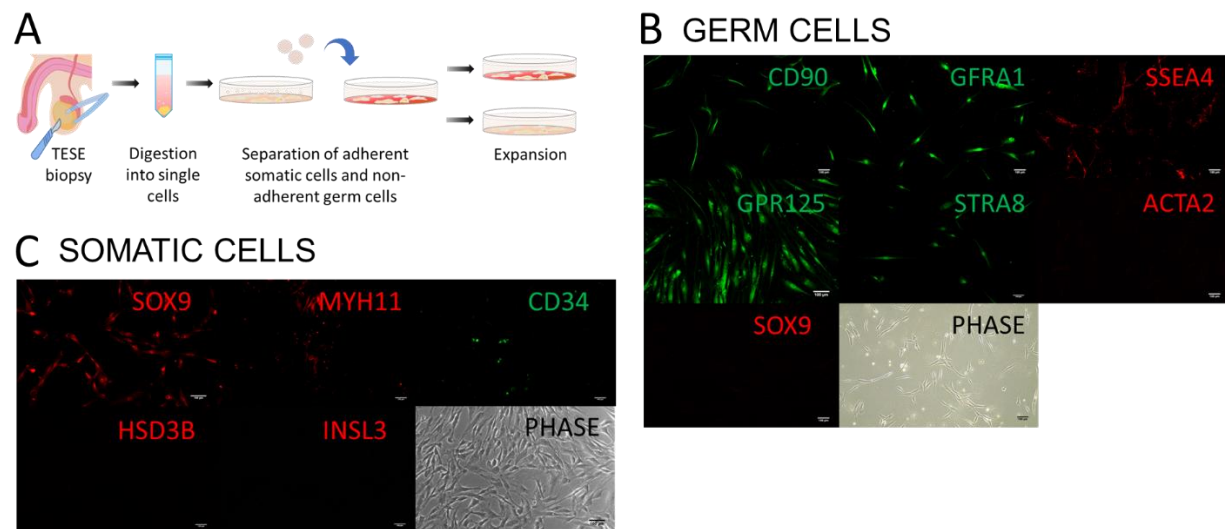 A
TESE
biopsy
Digestion
into single
cells
Separation of adherent
somatic cells and non-
adherent germ cells
Expansion
B GERM CELLS
CD90
GFRA1
SSEA4
GPR125
STRA8
ACTA2
SOX9
PHASE
C SOMATIC CELLS
SOX9
MYH11
CD34
HSD3B
INSL3
PHASE